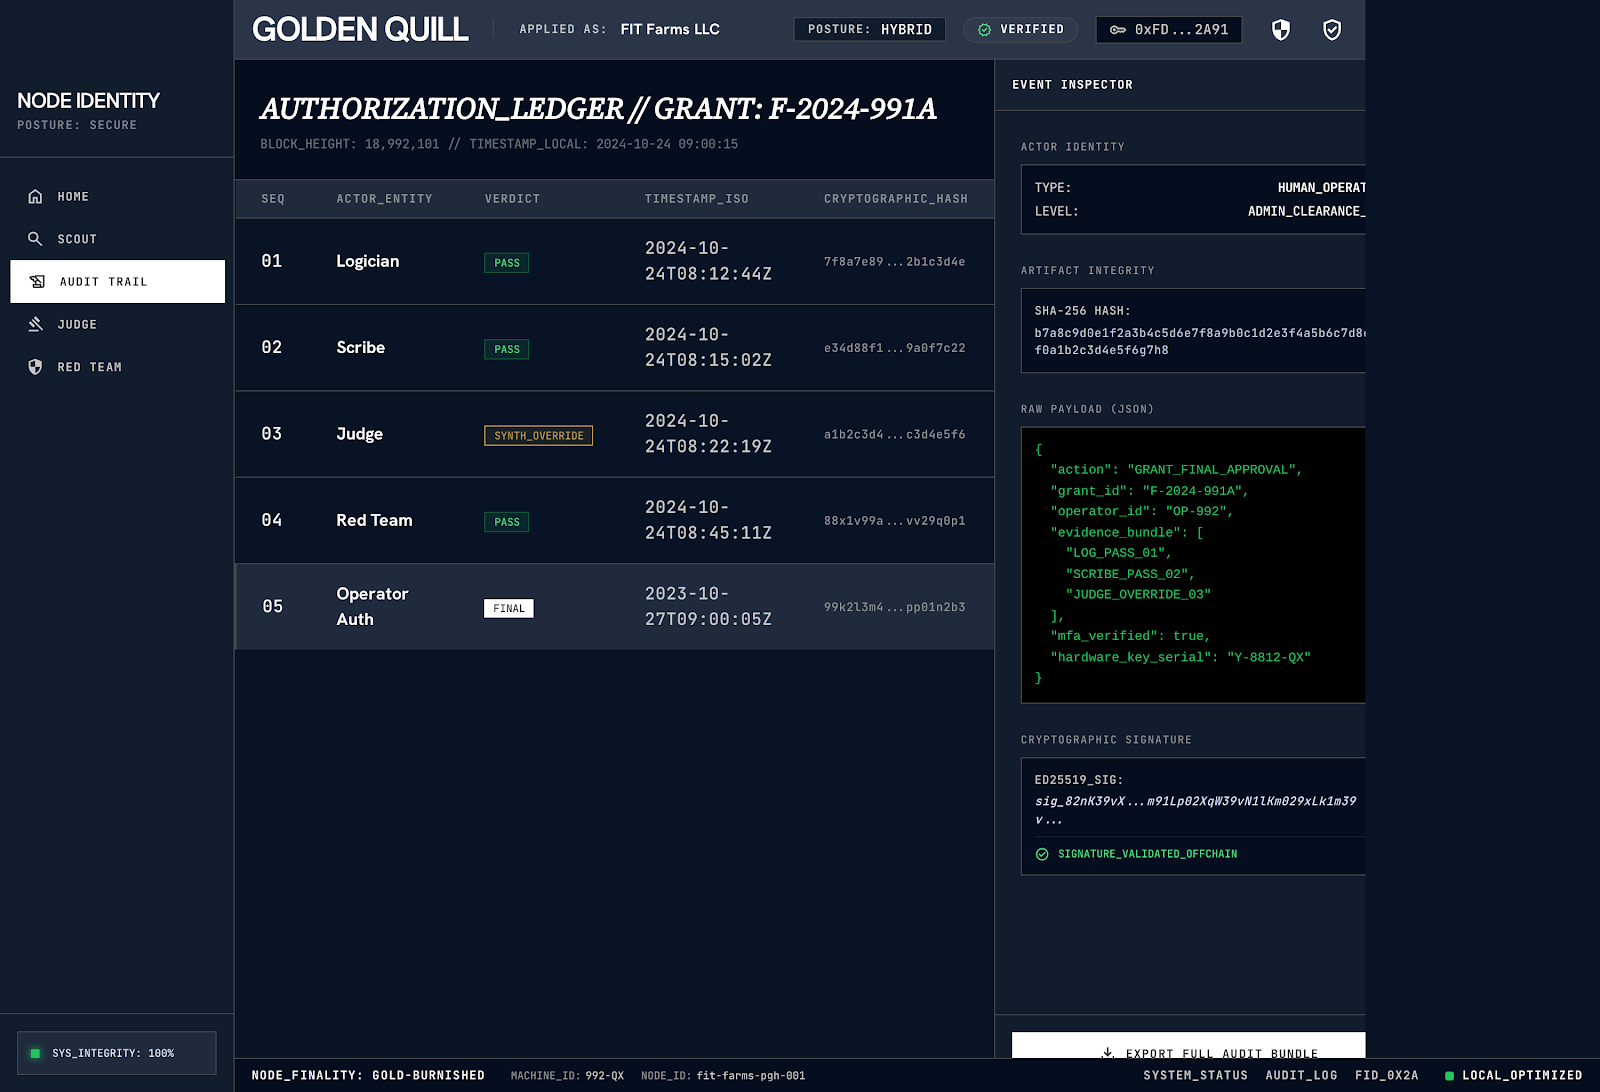 GOLDEN QUILL
APPLIED AS: FIT Farms LLC
POSTURE: HYBRID
VERIFIED
0xFD...2A91
NODE IDENTITY
POSTURE: SECURE
HOME
SCOUT
AUDIT TRAIL
JUDGE
RED TEAM
SYS_INTEGRITY: 100%
AUTHORIZATION_LEDGER // GRANT: F-2024-991A
BLOCK_HEIGHT: 18,992,101 // TIMESTAMP_LOCAL: 2024-10-24 09:00:15
SEQ ACTOR_ENTITY VERDICT TIMESTAMP_ISO CRYPTOGRAPHIC_HASH
01 Logician PASS 2024-10-
24T08:12:44Z 7f8a7e89...2b1c3d4e
02 Scribe PASS 2024-10-
24T08:15:02Z e34d88f1...9a0f7c22
03 Judge SYNTH_OVERRIDE 2024-10-
24T08:22:19Z a1b2c3d4...c3d4e5f6
04 Red Team PASS 2024-10-
24T08:45:11Z 88x1v99a...vv29q0p1
05 Operator
Auth FINAL 2023-10-
27T09:00:05Z 99k2l3m4...pp01n2b3
EVENT INSPECTOR
ACTOR IDENTITY
TYPE: HUMAN_OPERAT
LEVEL: ADMIN_CLEARANCE_
ARTIFACT INTEGRITY
SHA-256 HASH:
b7a8c9d0e1f2a3b4c5d6e7f8a9b0c1d2e3f4a5b6c7d8e
f0a1b2c3d4e5f6g7h8
RAW PAYLOAD (JSON)
{
"action": "GRANT_FINAL_APPROVAL",
"grant_id": "F-2024-991A",
"operator_id": "OP-992",
"evidence_bundle": [
"LOG_PASS_01",
"SCRIBE_PASS_02",
"JUDGE_OVERRIDE_03"
],
"mfa_verified": true,
"hardware_key_serial": "Y-8812-QX"
}
CRYPTOGRAPHIC SIGNATURE
ED25519_SIG:
sig_82nK39vX...m91Lp02XqW39vN1lKm029xLk1m39
v...
SIGNATURE_VALIDATED_OFFCHAIN
EXPORT FULL AUDIT BUNDLE
NODE_FINALITY: GOLD-BURNISHED MACHINE_ID: 992-QX NODE_ID: fit-farms-pgh-001 SYSTEM_STATUS AUDIT_LOG FID_0X2A LOCAL_OPTIMIZED